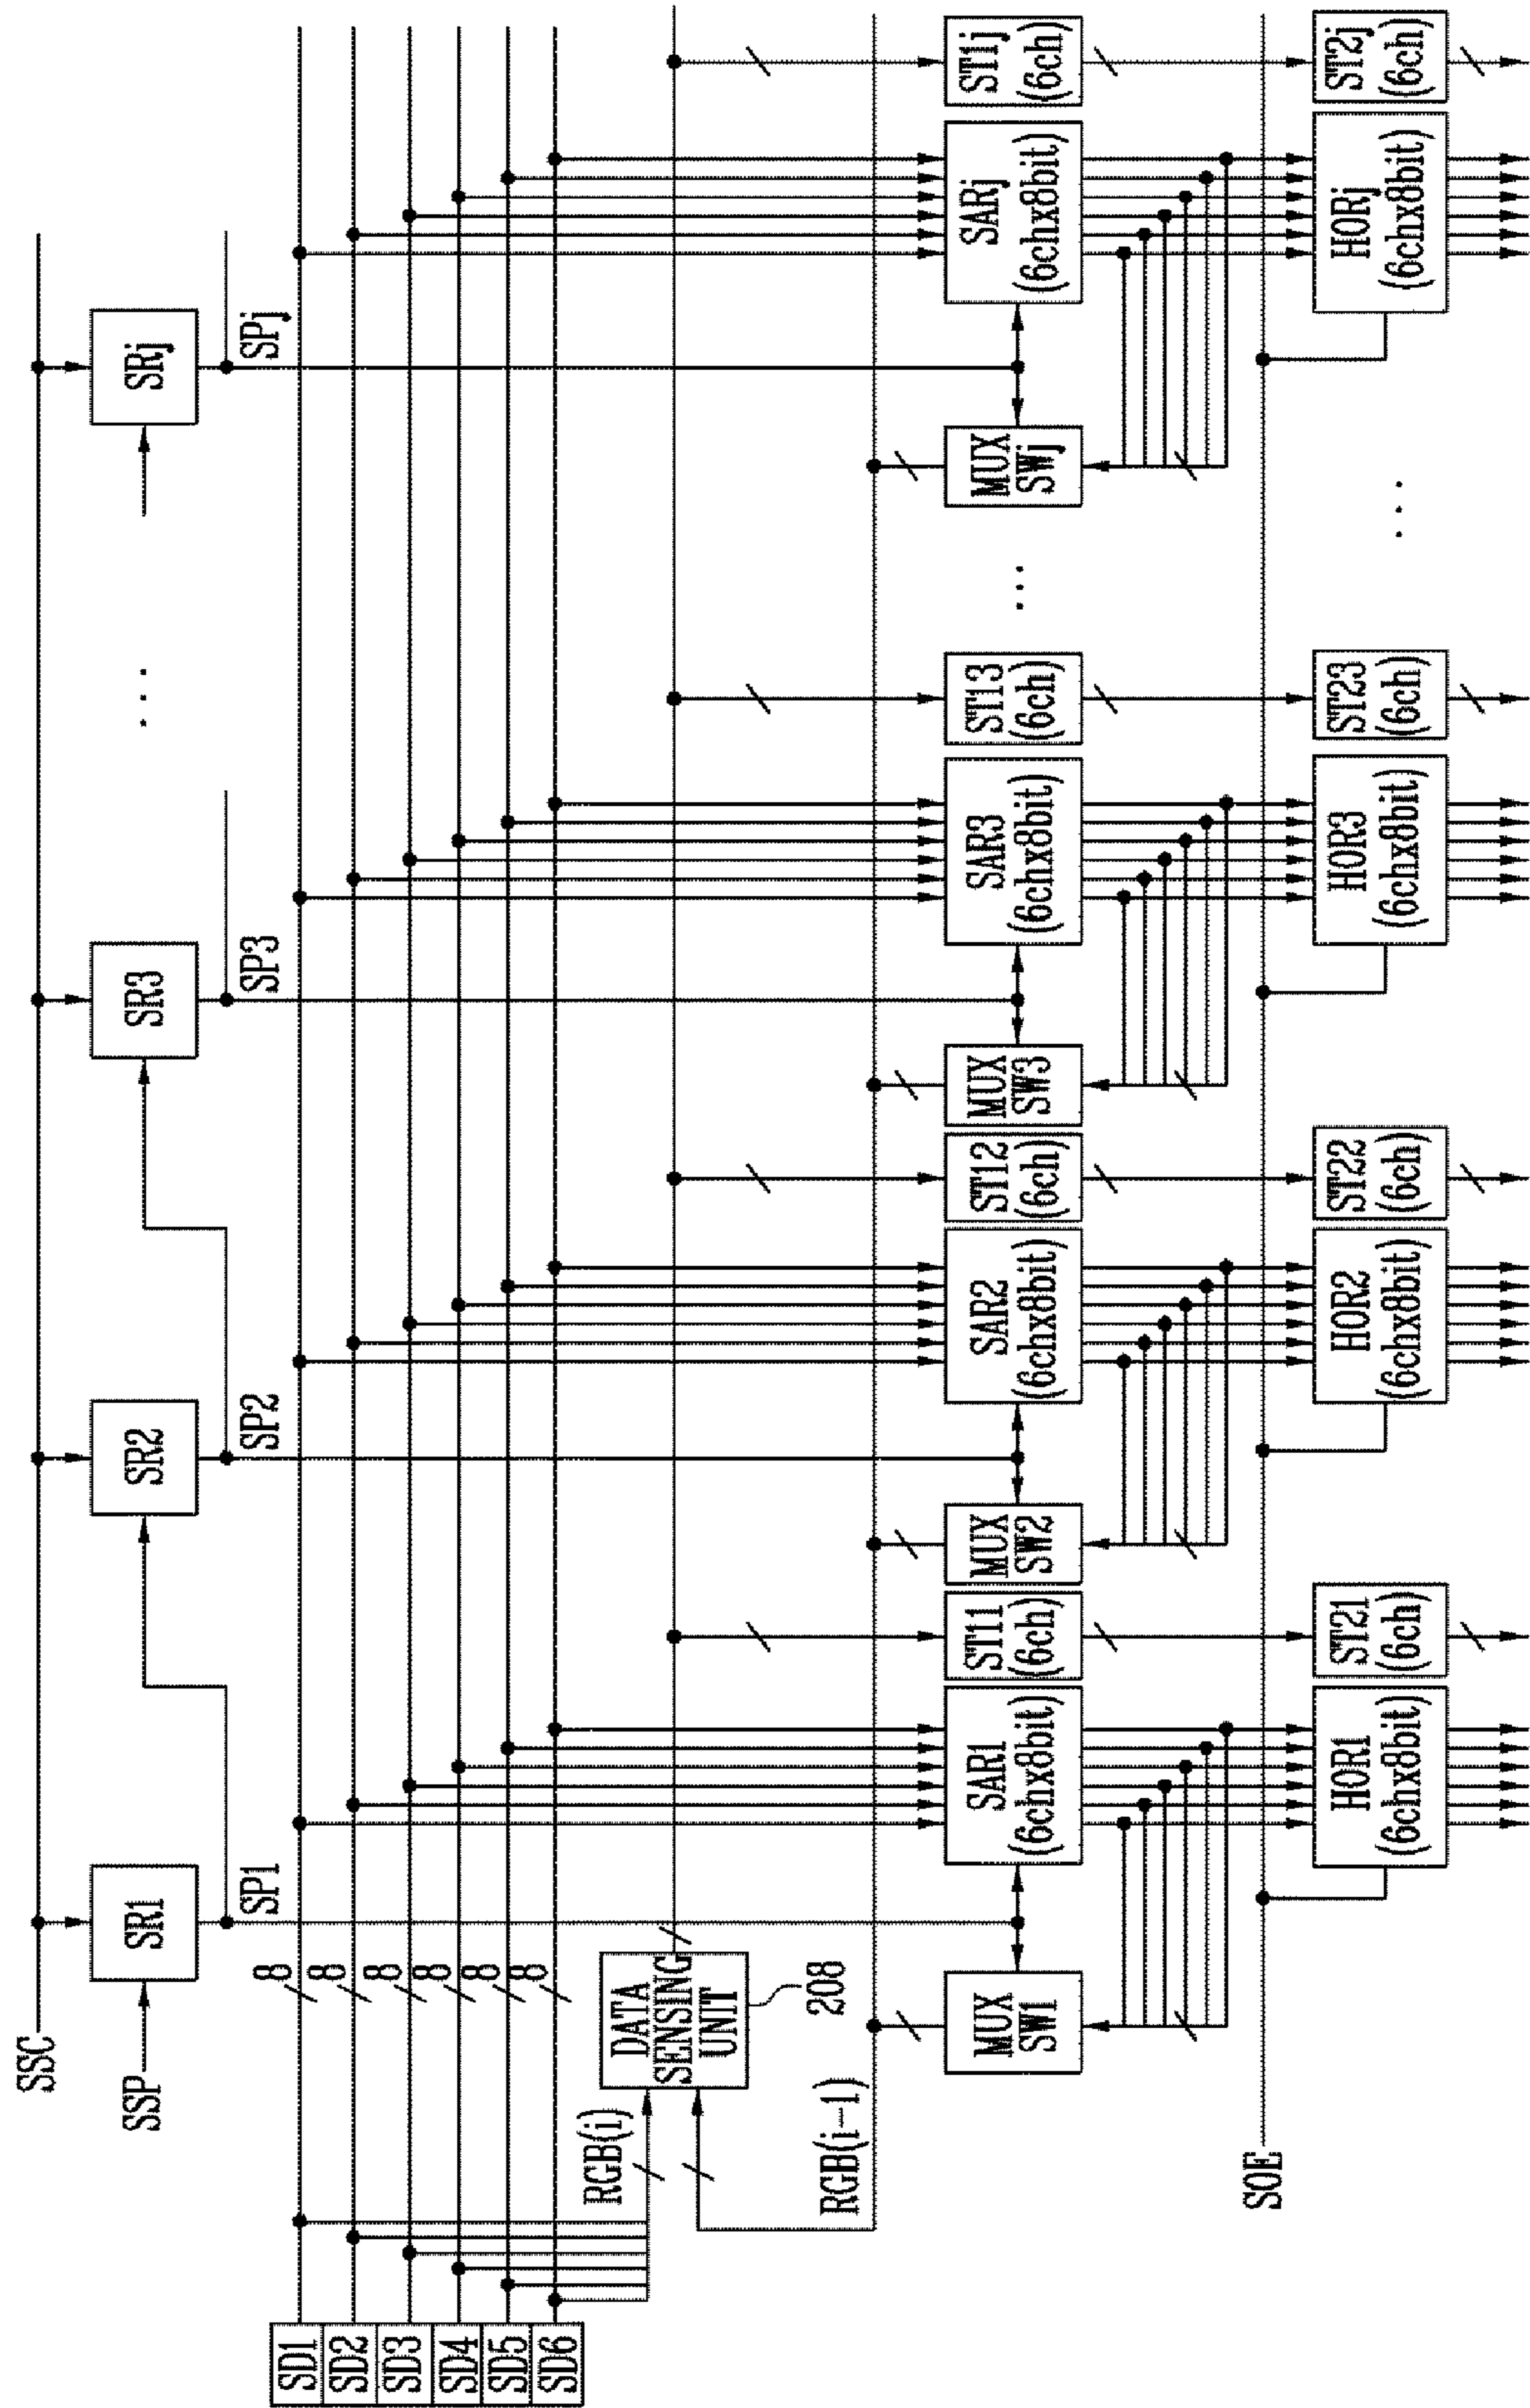 SSC
SSP
SR1
SR2
SR3
...
SRj
SP1
SP2
SP3
SPj
SD1
SD2
SD3
SD4
SD5
SD6
8
8
8
8
8
8
RGB(i)
DATA
SENSING
UNIT
208
RGB(i-1)
MUX
SW1
SAR1
(6chx8bit)
ST11
(6ch)
MUX
SW2
SAR2
(6chx8bit)
ST12
(6ch)
MUX
SW3
SAR3
(6chx8bit)
ST13
(6ch)
...
MUX
SWj
SARj
(6chx8bit)
ST1j
(6ch)
SOE
HOR1
(6chx8bit)
ST21
(6ch)
HOR2
(6chx8bit)
ST22
(6ch)
HOR3
(6chx8bit)
ST23
(6ch)
...
HORj
(6chx8bit)
ST2j
(6ch)